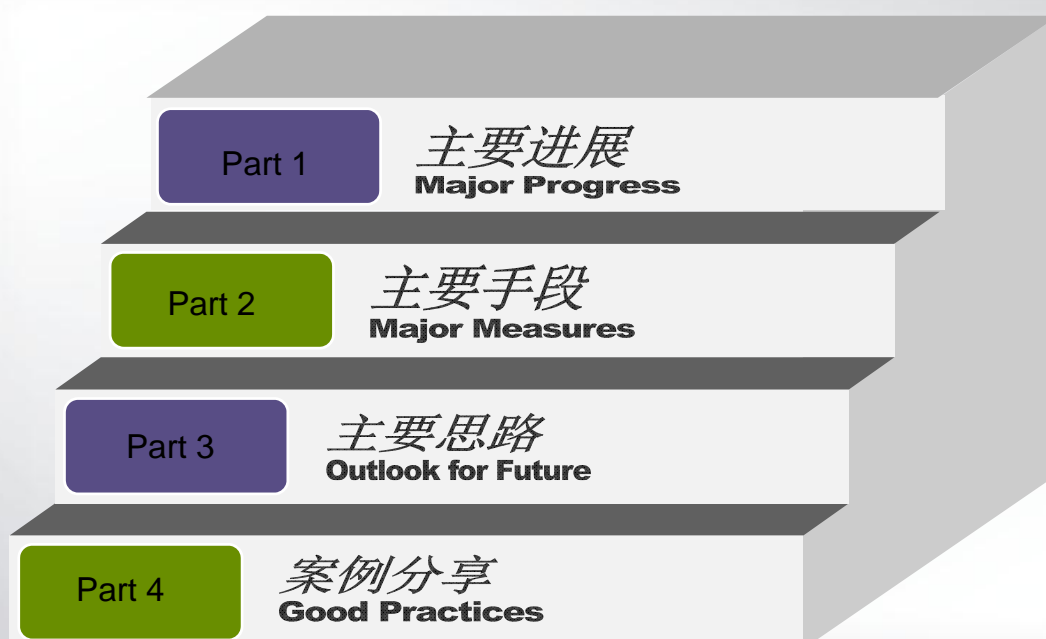 Part 1
主要进展
Major Progress
Part 2
主要手段
Major Measures
Part 3
主要思路
Outlook for Future
Part 4
案例分享
Good Practices